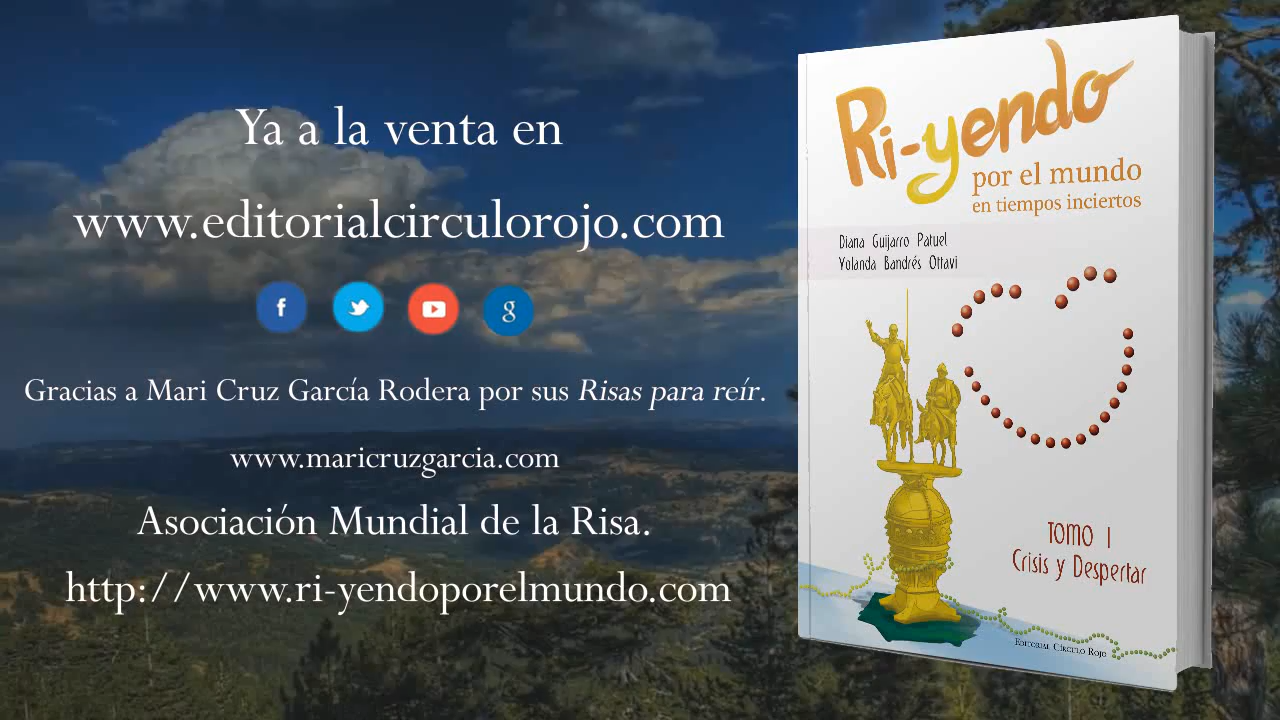 Ya a la venta en
www.editorialcirculorojo.com
f
g
Gracias a Mari Cruz García Rodera por sus Risas para reír.
www.maricruzgarcia.com
Asociación Mundial de la Risa.
http://www.ri-yendoporelmundo.com
Ri-yendo
por el mundo
en tiempos inciertos
Diana Guijarro Patuel
Yolanda Bandrés Ottavi
TOMO I
Crisis y Despertar
Editorial Círculo Rojo